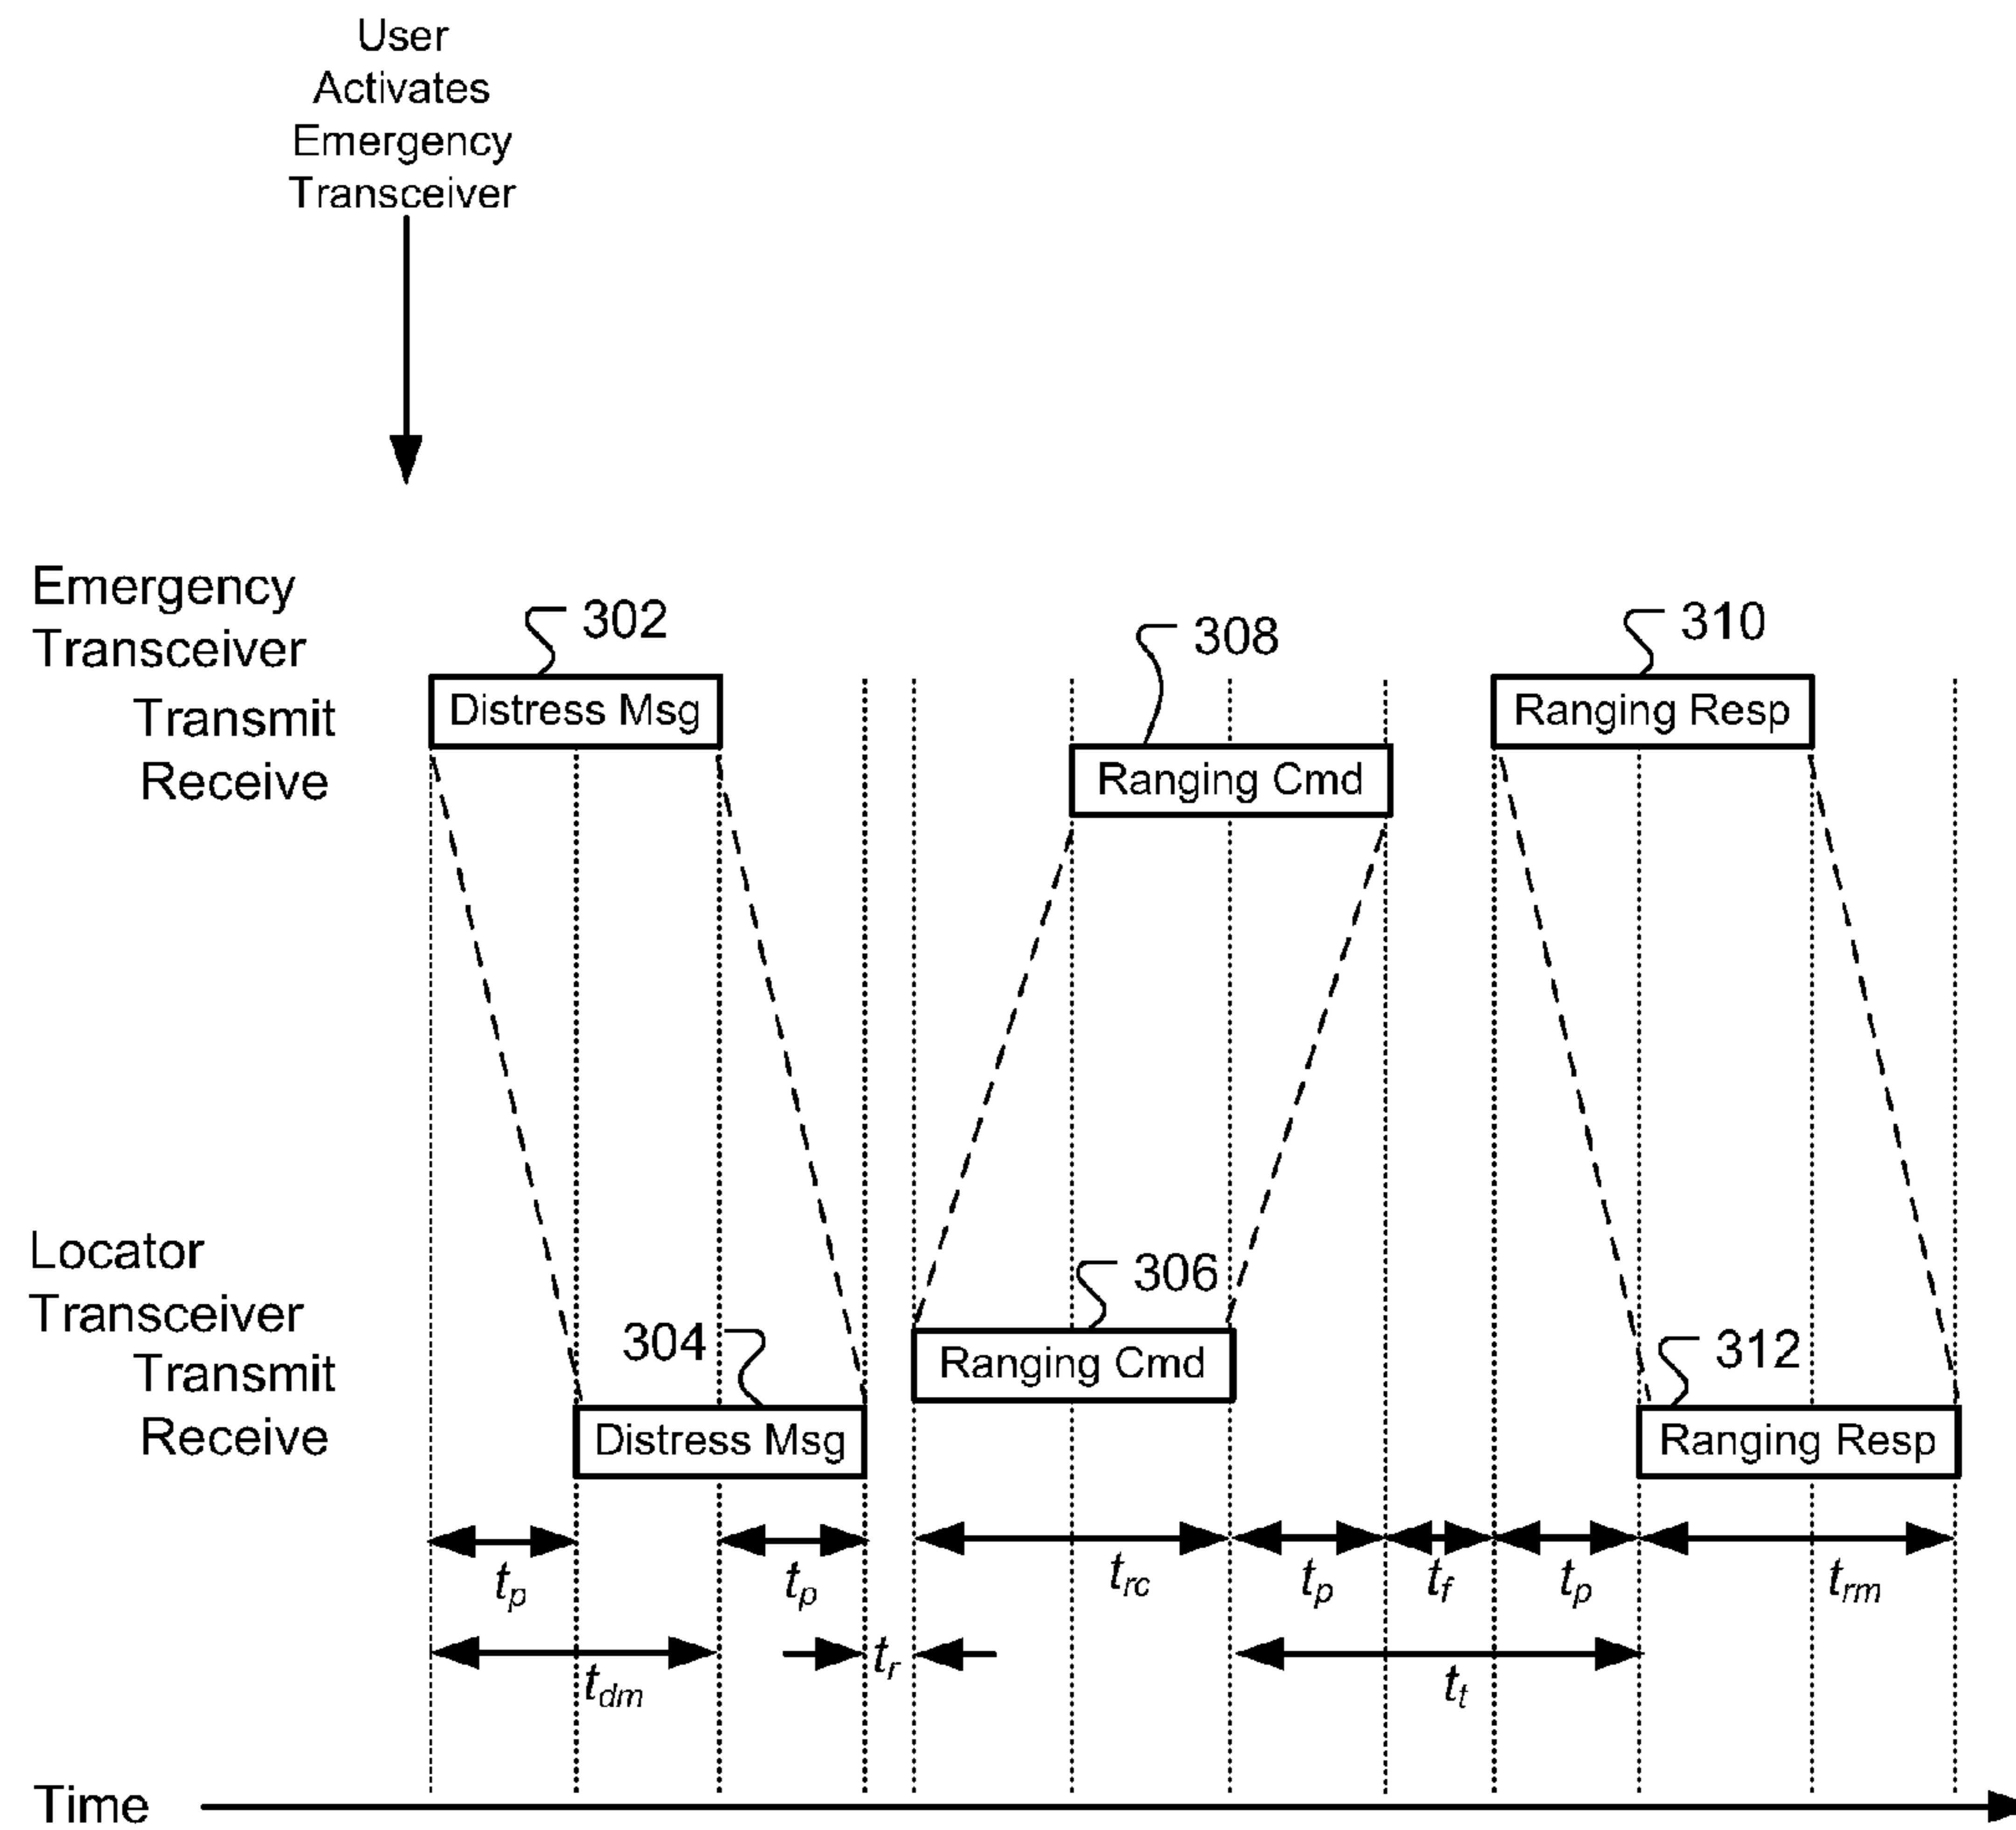 User
Activates
Emergency
Transceiver
Emergency
Transceiver
302
308
310
Transmit
Distress Msg
Ranging Resp
Receive
Ranging Cmd
Locator
Transceiver
306
304
312
Transmit
Ranging Cmd
Receive
Distress Msg
Ranging Resp
tp
tp
trc
tp
tf
tp
trm
tdm
tr
tt
Time